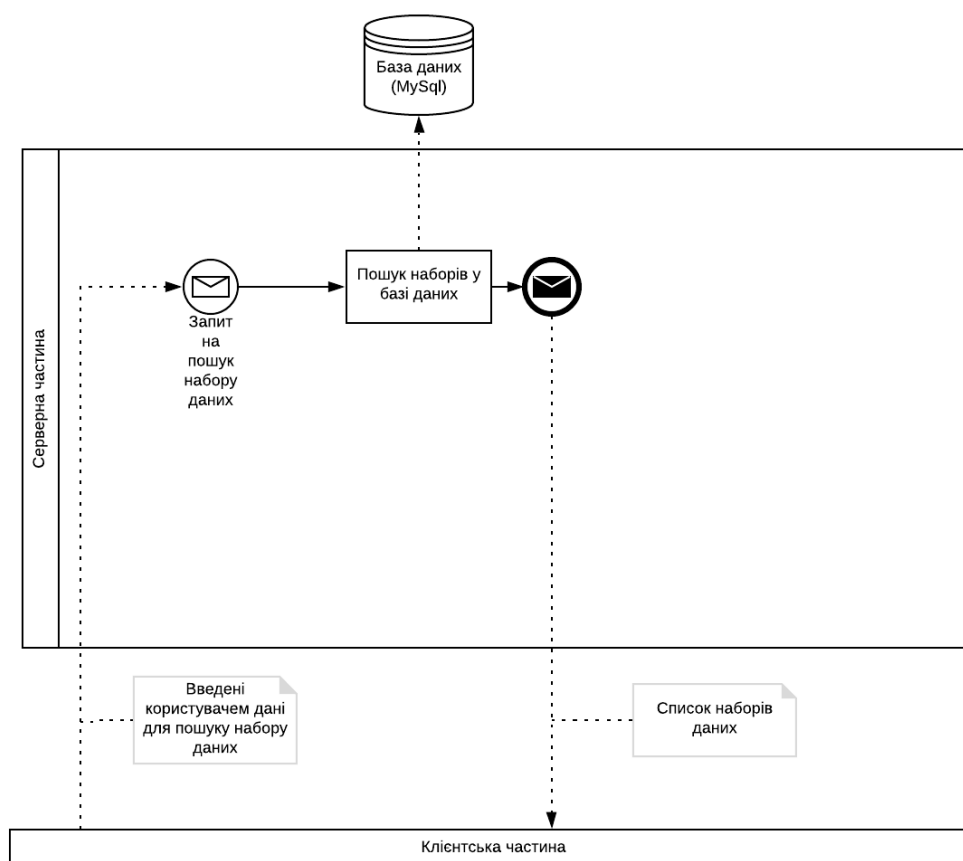 База даних
(MySql)
Серверна частина
Запит
на
пошук
набору
даних
Пошук наборів у
базі даних
Введені
користувачем дані
для пошуку набору
даних
Список наборів
даних
Клієнтська частина